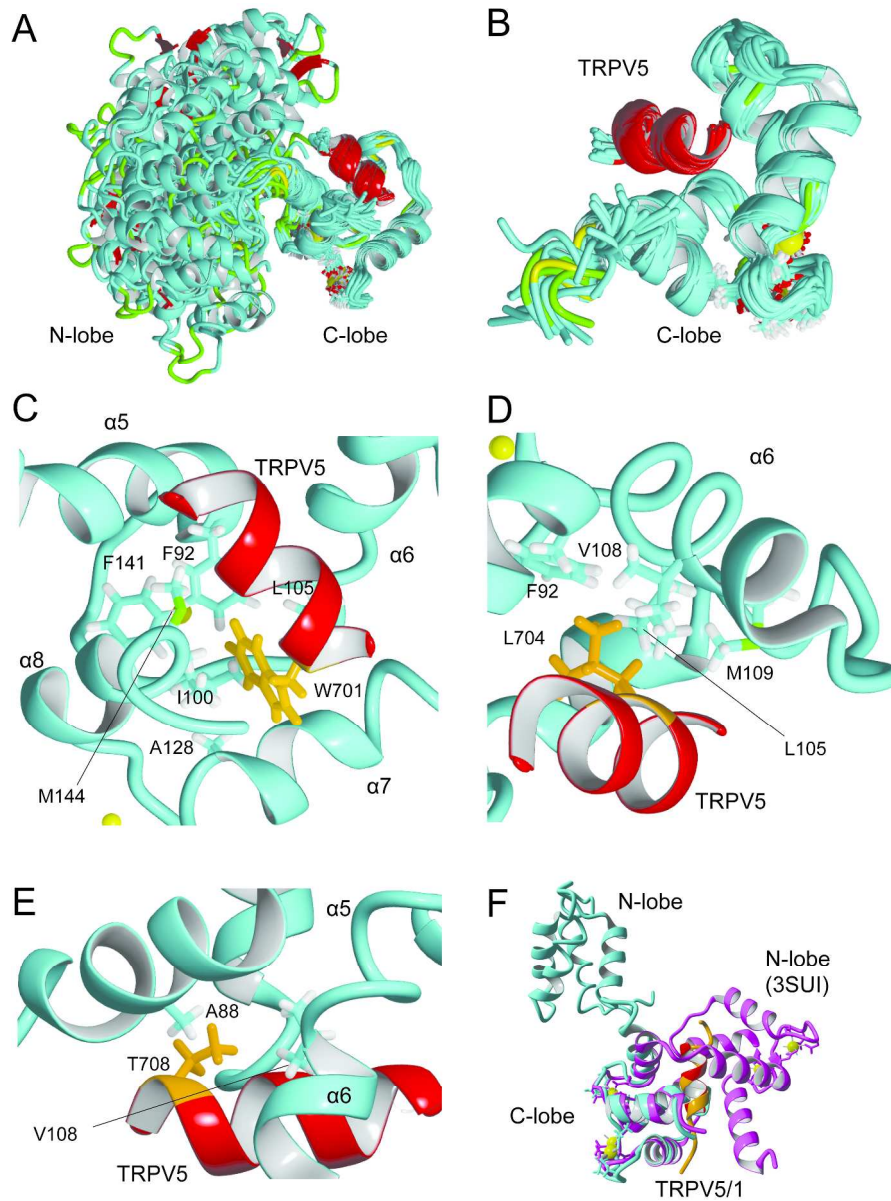 A
N-lobe
C-lobe
B
TRPV5
C-lobe
C
α5
TRPV5
F141
F92
α6
L105
α8
I100
W701
A128
M144
α7
D
α6
V108
F92
L704
M109
L105
TRPV5
E
α5
A88
T708
α6
V108
TRPV5
F
N-lobe
N-lobe
(3SUI)
C-lobe
TRPV5/1